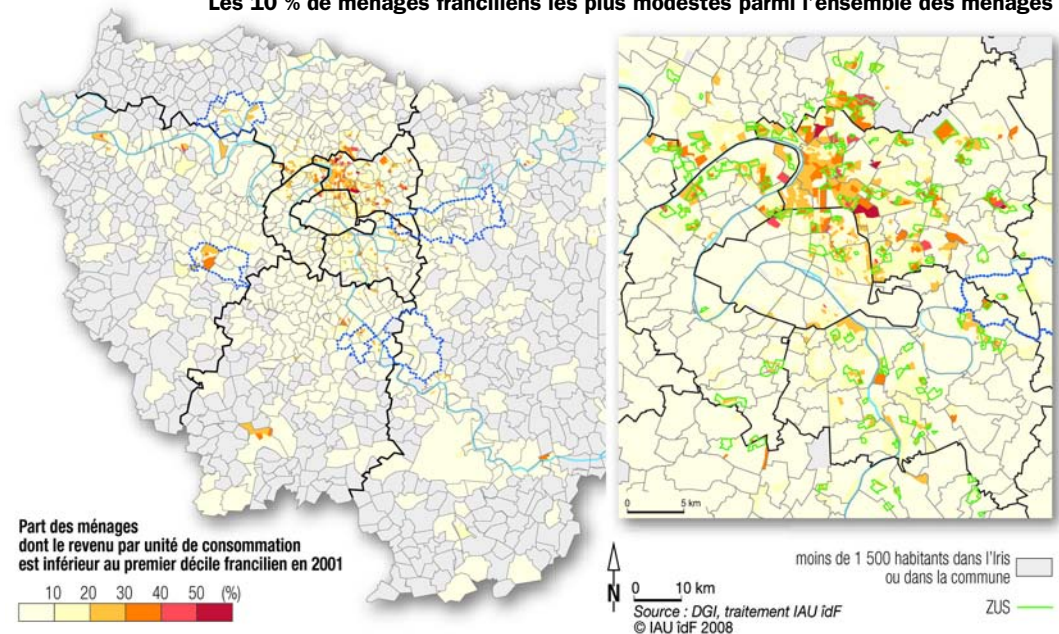 Les 10 % de ménages franciliens les plus modestes parmi l'ensemble des ménages
0 5 km
Part des ménages
dont le revenu par unité de consommation
est inférieur au premier décile francilien en 2001
10 20 30 40 50 (%)
N
0 10 km
Source : DGI, traitement IAU îdF
© IAU îdF 2008
moins de 1 500 habitants dans l'Iris
ou dans la commune
ZUS